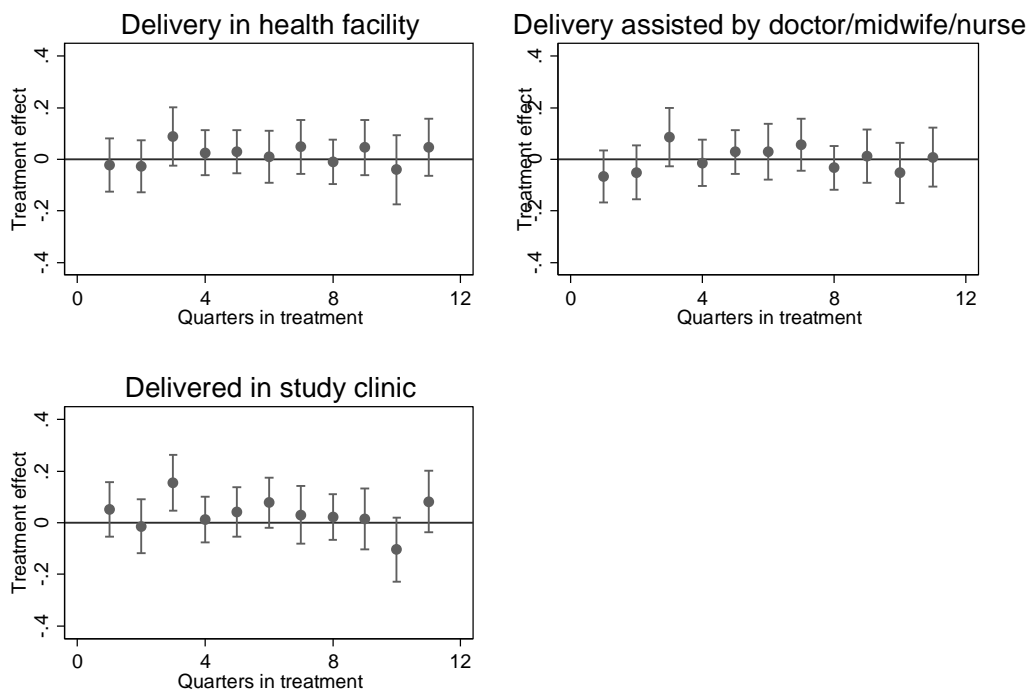 Delivery in health facility
Treatment effect
.4
.2
0
-.2
-.4
0 4 8 12
Quarters in treatment
Delivery assisted by doctor/midwife/nurse
Treatment effect
.4
.2
0
-.2
-.4
0 4 8 12
Quarters in treatment
Delivered in study clinic
Treatment effect
.4
.2
0
-.2
-.4
0 4 8 12
Quarters in treatment